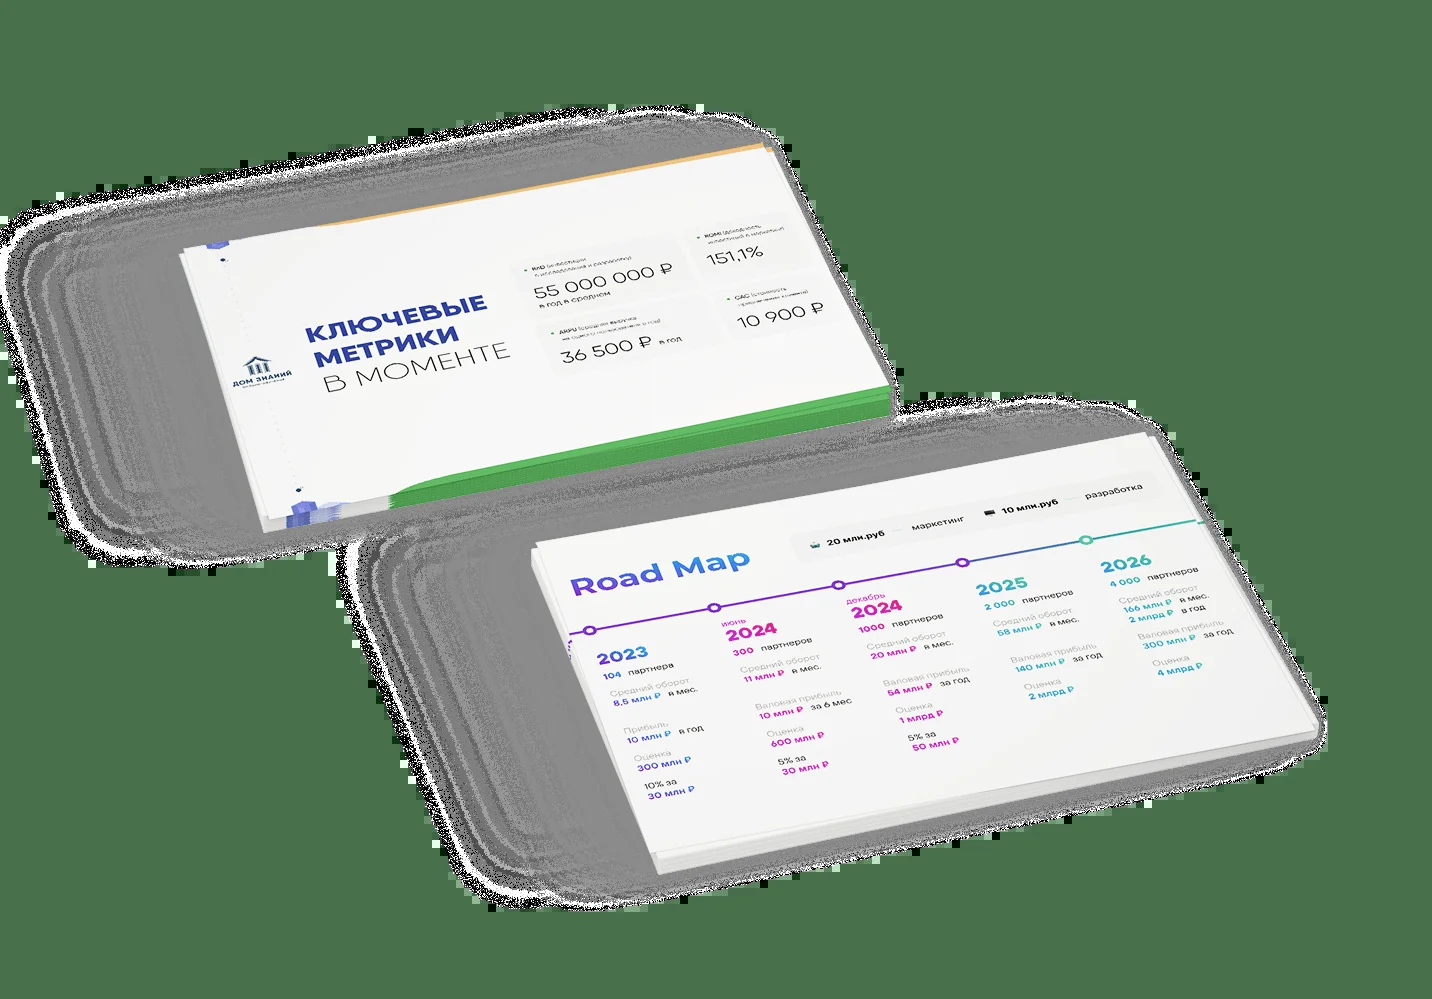 КЛЮЧЕВЫЕ
МЕТРИКИ
В МОМЕНТЕ
ДОМ ЗНАНИЙ
RnD (инвестиции
в исследования и разработку)
55 000 000 ₽
в год в среднем
ROMI (доходность
инвестиций в маркетинг)
151,1%
ARPU (средняя выручка
на одного пользователя в год)
36 500 ₽ в год
CAC (стоимость
привлечения клиента)
10 900 ₽
Road Map
20 млн.руб — маркетинг 10 млн.руб — разработка
2023
104 партнера
Средний оборот
8,5 млн ₽ в мес.
Прибыль
10 млн ₽ в год
Оценка
300 млн ₽
10% за
30 млн ₽
июнь
2024
300 партнеров
Средний оборот
11 млн ₽ в мес.
Валовая прибыль
10 млн ₽ за 6 мес
Оценка
600 млн ₽
5% за
30 млн ₽
декабрь
2024
1000 партнеров
Средний оборот
20 млн ₽ в мес.
Валовая прибыль
54 млн ₽ за год
Оценка
1 млрд ₽
5% за
50 млн ₽
2025
2 000 партнеров
Средний оборот
58 млн ₽ в мес.
Валовая прибыль
140 млн ₽ за год
Оценка
2 млрд ₽
2026
4 000 партнеров
Средний оборот
166 млн ₽ в мес.
2 млрд ₽ в год
Валовая прибыль
300 млн ₽ за год
Оценка
4 млрд ₽